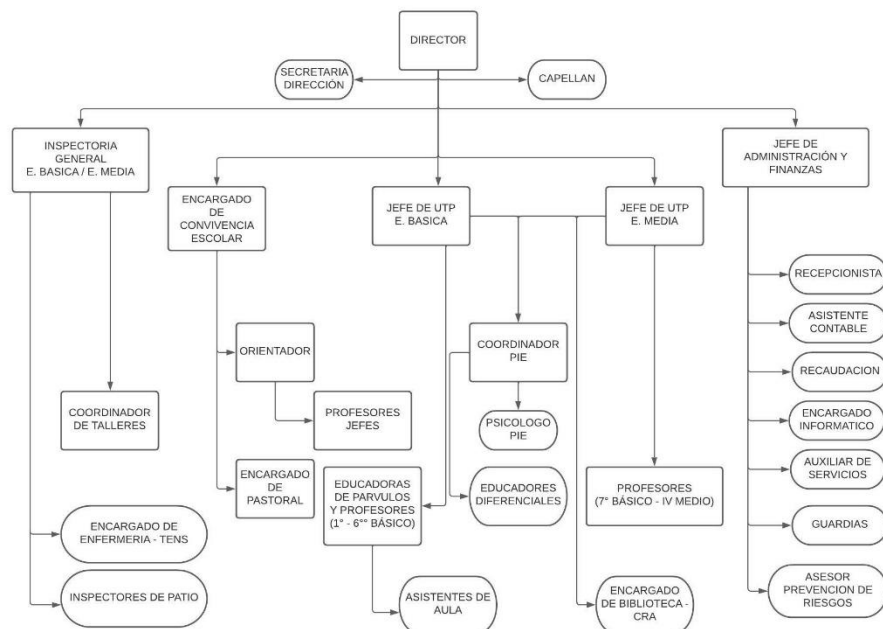 DIRECTOR
SECRETARIA
DIRECCIÓN
CAPELLAN
INSPECTORIA
GENERAL
E. BASICA / E. MEDIA
JEFE DE
ADMINISTRACIÓN Y
FINANZAS
ENCARGADO
DE
CONVIVENCIA
ESCOLAR
JEFE DE UTP
E. BASICA
JEFE DE UTP
E. MEDIA
RECEPCIONISTA
ASISTENTE
CONTABLE
ORIENTADOR
COORDINADOR
PIE
RECAUDACION
COORDINADOR
DE TALLERES
PROFESORES
JEFES
PSICOLOGO
PIE
ENCARGADO
INFORMATICO
ENCARGADO
DE
PASTORAL
EDUCADORAS
DE PARVULOS
Y PROFESORES
(1° - 6°° BÁSICO)
EDUCADORES
DIFERENCIALES
PROFESORES
(7° BÁSICO - IV MEDIO)
AUXILIAR DE
SERVICIOS
ENCARGADO DE
ENFERMERIA - TENS
GUARDIAS
INSPECTORES DE PATIO
ASISTENTES DE
AULA
ENCARGADO
DE BIBLIOTECA -
CRA
ASESOR
PREVENCION DE
RIESGOS